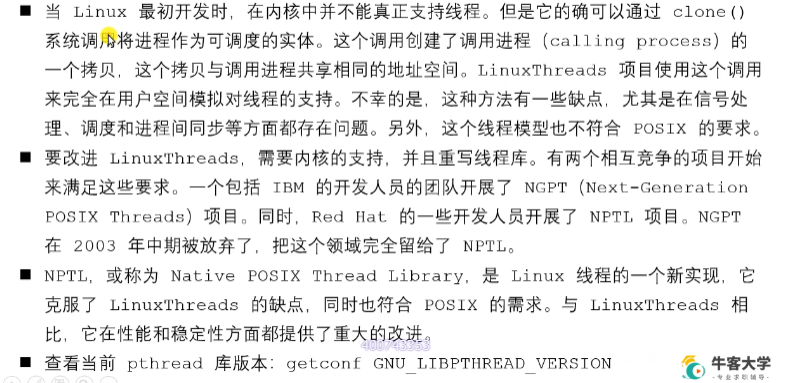 ■ 当 Linux 最初开发时，在内核中并不能真正支持线程。但是它的确可以通过 clone()
系统调用将进程作为可调度的实体。这个调用创建了调用进程（calling process）的
一个拷贝，这个拷贝与调用进程共享相同的地址空间。LinuxThreads 项目使用这个调用
来完全在用户空间模拟对线程的支持。不幸的是，这种方法有一些缺点，尤其是在信号处
理、调度和进程间同步等方面都存在问题。另外，这个线程模型也不符合 POSIX 的要求。
■ 要改进 LinuxThreads，需要内核的支持，并且重写线程库。有两个相互竞争的项目开始
来满足这些要求。一个包括 IBM 的开发人员的团队开展了 NGPT（Next-Generation
POSIX Threads）项目。同时，Red Hat 的一些开发人员开展了 NPTL 项目。NGPT
在 2003 年中期被放弃了，把这个领域完全留给了 NPTL。
■ NPTL，或称为 Native POSIX Thread Library，是 Linux 线程的一个新实现，它
克服了 LinuxThreads 的缺点，同时也符合 POSIX 的需求。与 LinuxThreads 相
比，它在性能和稳定性方面都提供了重大的改进。
■ 查看当前 pthread 库版本：getconf GNU_LIBPTHREAD_VERSION
牛客大学
-专业求职辅导-